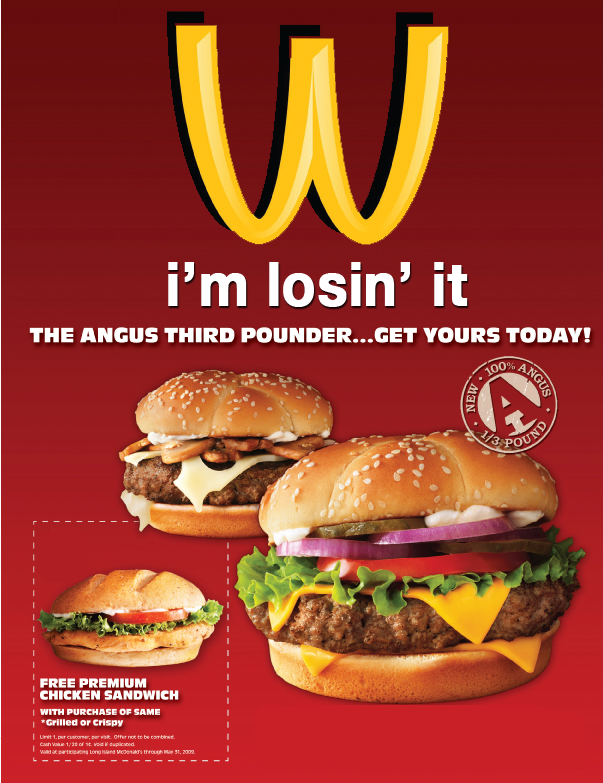 i'm losin' it
THE ANGUS THIRD POUNDER...GET YOURS TODAY!
NEW · 100% ANGUS ·
1/3 POUND
A
FREE PREMIUM
CHICKEN SANDWICH
WITH PURCHASE OF SAME
*Grilled or Crispy
Limit 1, per customer, per visit. Offer not to be combined.
Cash Value 1/20 of 1¢. Void if duplicated.
Valid at participating Long Island McDonald's through May 31, 2009.